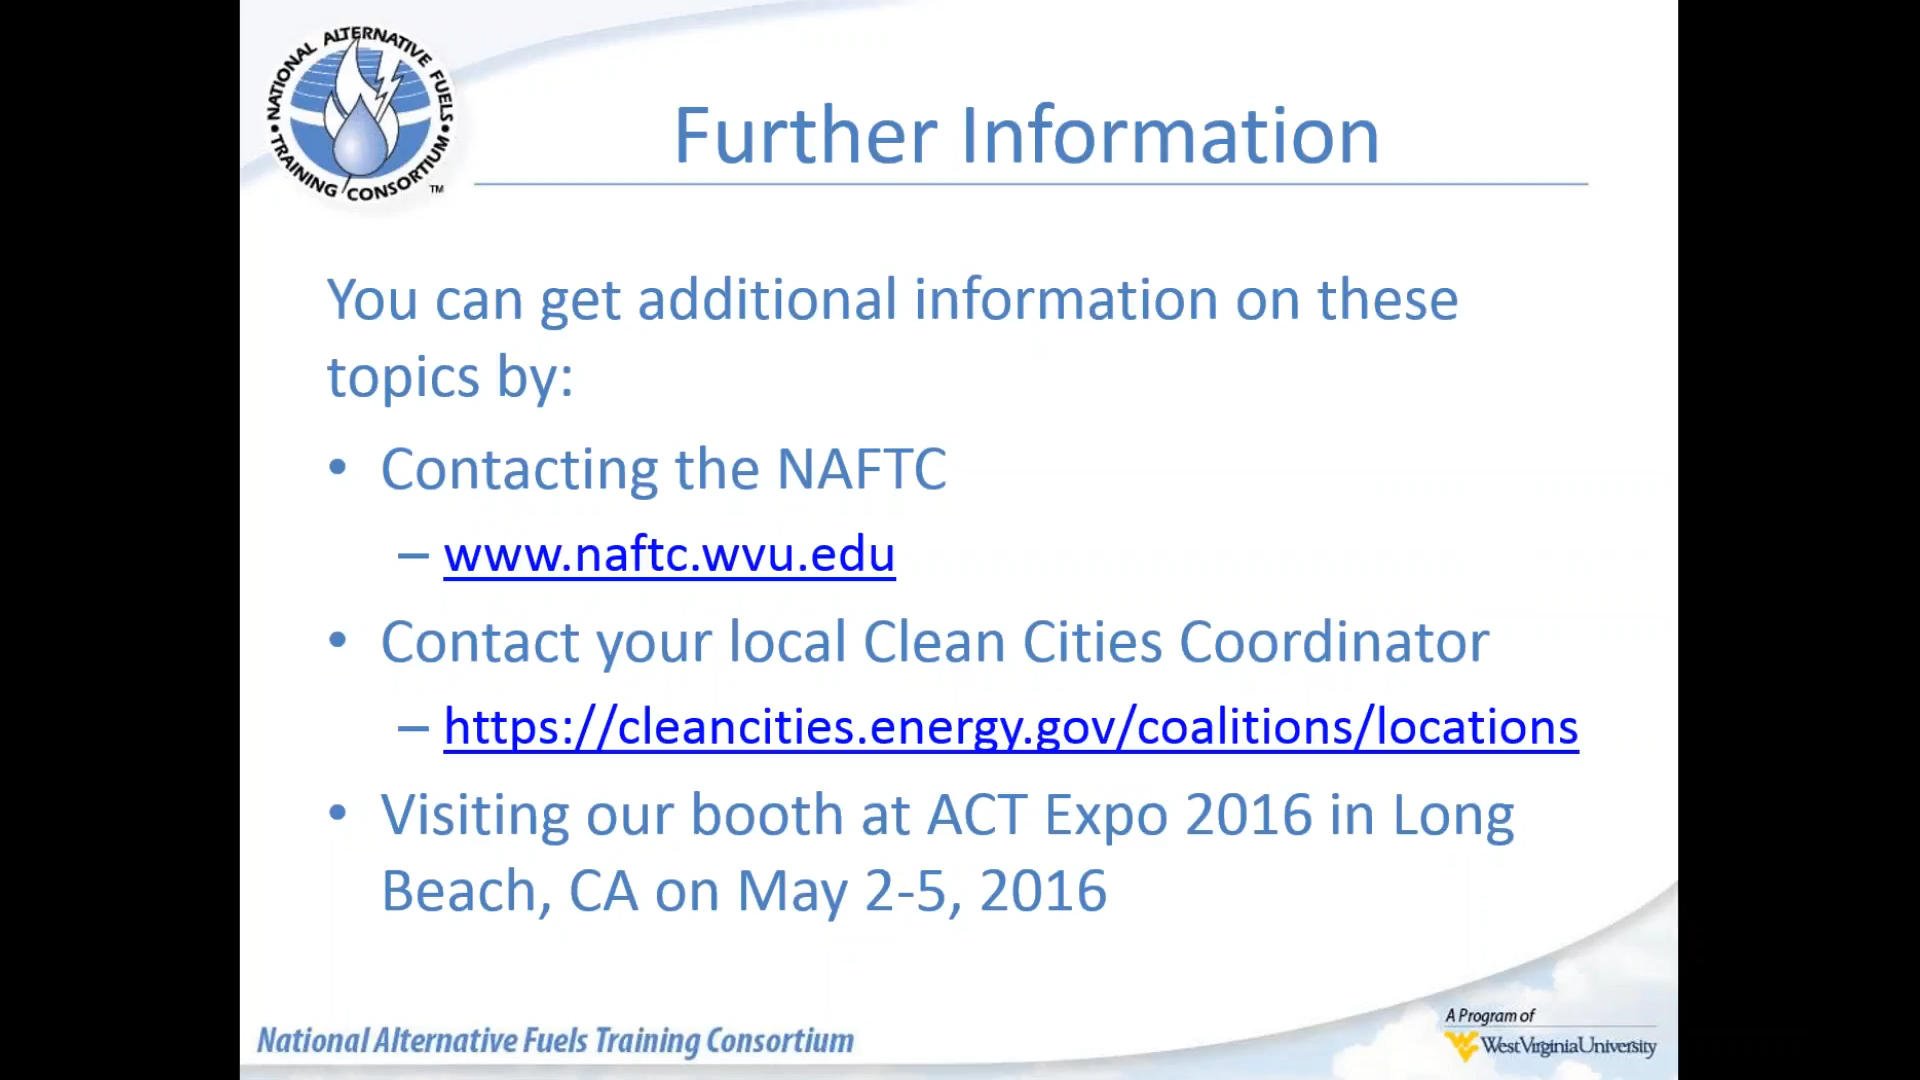 NATIONAL ALTERNATIVE FUELS
• TRAINING CONSORTIUM •
TM
Further Information
You can get additional information on these
topics by:
• Contacting the NAFTC
– www.naftc.wvu.edu
• Contact your local Clean Cities Coordinator
– https://cleancities.energy.gov/coalitions/locations
• Visiting our booth at ACT Expo 2016 in Long
Beach, CA on May 2-5, 2016
National Alternative Fuels Training Consortium
A Program of
WestVirginiaUniversity